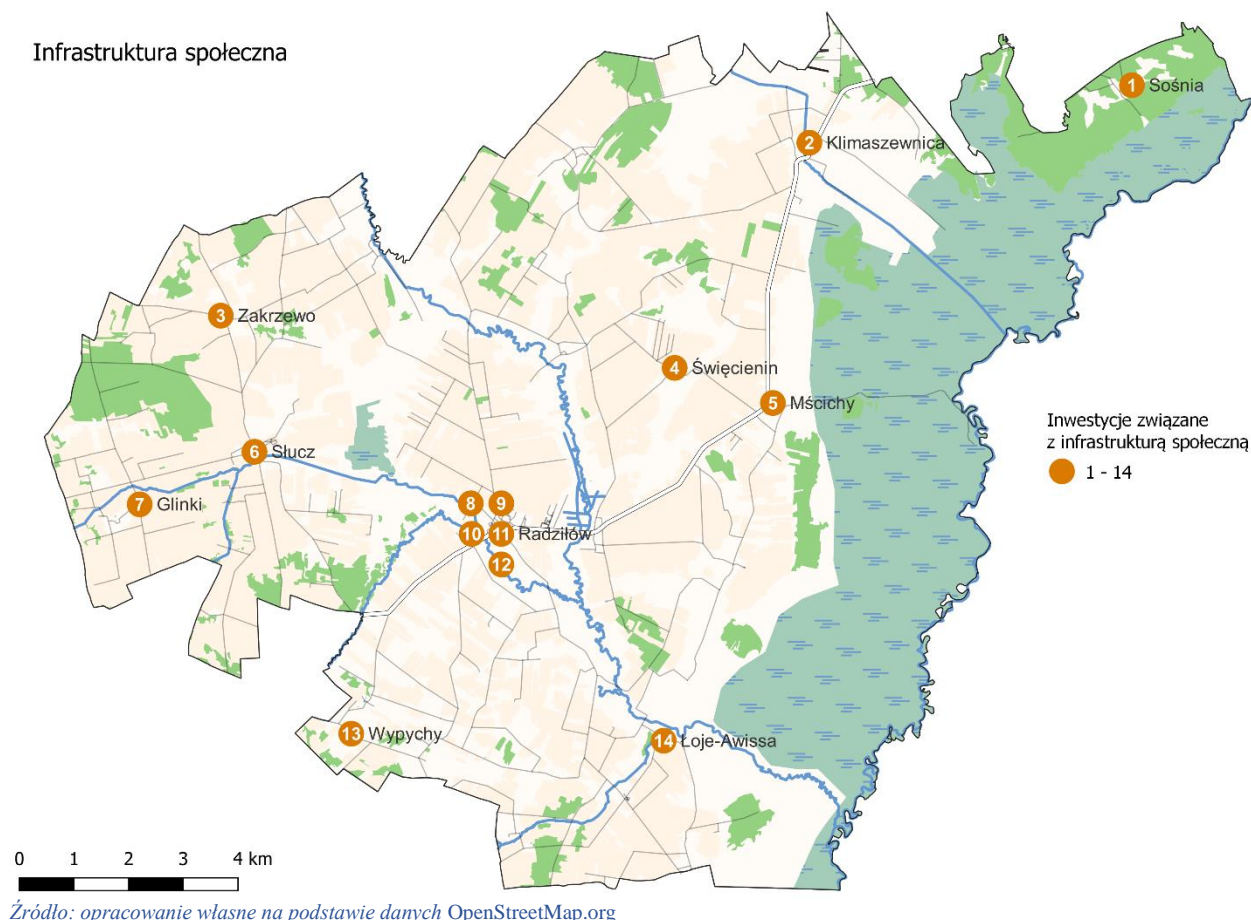 Infrastruktura społeczna
1 Sośnia
2 Klimaszewnica
3 Zakrzewo
4 Święcienin
5 Mścichy
Inwestycje związane
z infrastrukturą społeczną
1 - 14
6 Słucz
7 Glinki
8 9
10 11 Radziłów
12
13 Wypychy
14 Łoje-Awissa
0 1 2 3 4 km
Źródło: opracowanie własne na podstawie danych OpenStreetMap.org